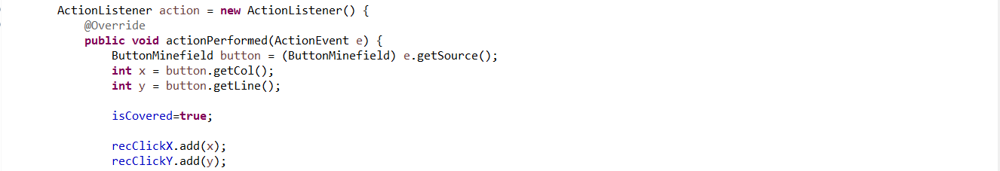 ActionListener action = new ActionListener() {
@Override
public void actionPerformed(ActionEvent e) {
ButtonMinefield button = (ButtonMinefield) e.getSource();
int x = button.getCol();
int y = button.getLine();
isCovered=true;
recClickX.add(x);
recClickY.add(y);